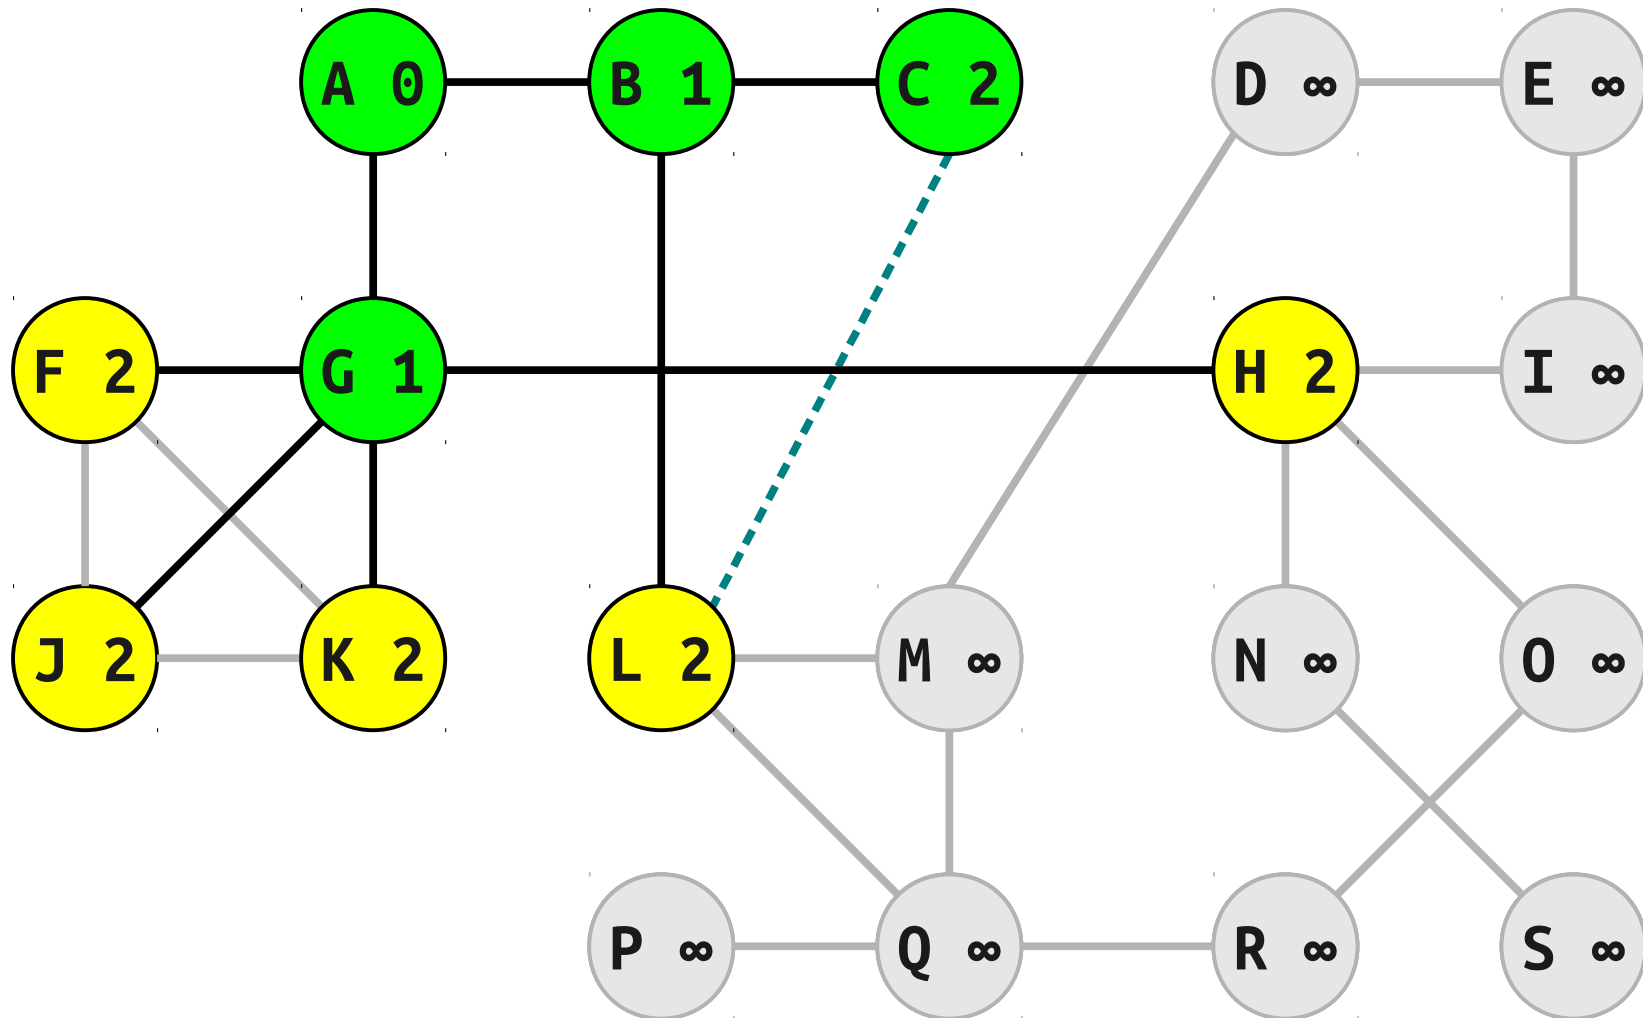 A 0 B 1 C 2 D ∞ E ∞
F 2 G 1 H 2 I ∞
J 2 K 2 L 2 M ∞ N ∞ O ∞
P ∞ Q ∞ R ∞ S ∞